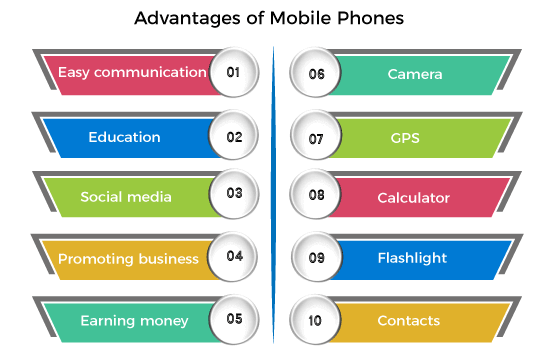 Advantages of Mobile Phones
Easy communication 01
Education 02
Social media 03
Promoting business 04
Earning money 05
06 Camera
07 GPS
08 Calculator
09 Flashlight
10 Contacts